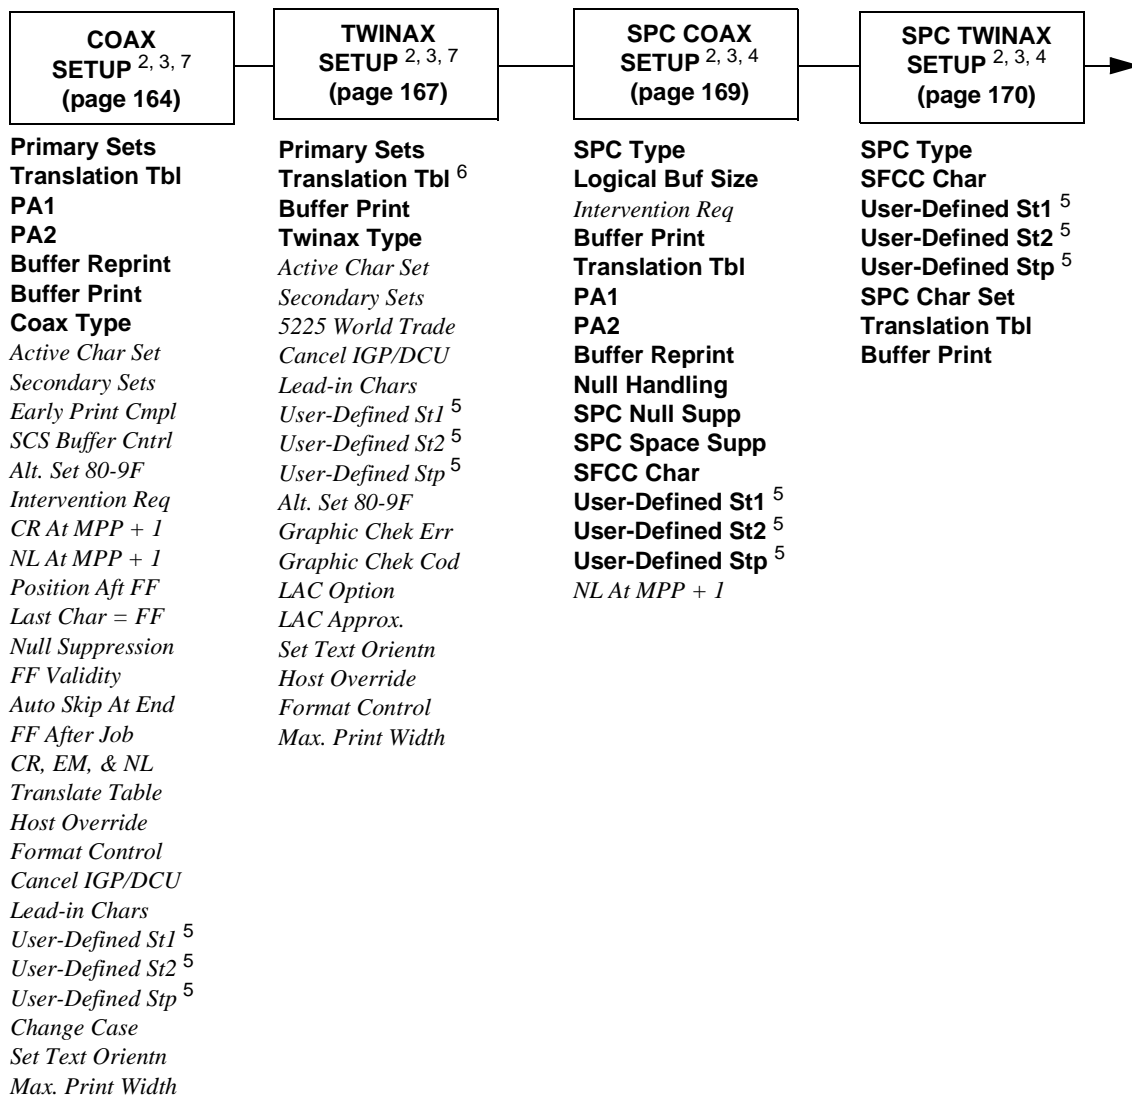 COAX
SETUP 2, 3, 7
(page 164)
Primary Sets
Translation Tbl
PA1
PA2
Buffer Reprint
Buffer Print
Coax Type
Active Char Set
Secondary Sets
Early Print Cmpl
SCS Buffer Cntrl
Alt. Set 80-9F
Intervention Req
CR At MPP + 1
NL At MPP + 1
Position Aft FF
Last Char = FF
Null Suppression
FF Validity
Auto Skip At End
FF After Job
CR, EM, & NL
Translate Table
Host Override
Format Control
Cancel IGP/DCU
Lead-in Chars
User-Defined St1 5
User-Defined St2 5
User-Defined Stp 5
Change Case
Set Text Orientn
Max. Print Width
TWINAX
SETUP 2, 3, 7
(page 167)
Primary Sets
Translation Tbl 6
Buffer Print
Twinax Type
Active Char Set
Secondary Sets
5225 World Trade
Cancel IGP/DCU
Lead-in Chars
User-Defined St1 5
User-Defined St2 5
User-Defined Stp 5
Alt. Set 80-9F
Graphic Chek Err
Graphic Chek Cod
LAC Option
LAC Approx.
Set Text Orientn
Host Override
Format Control
Max. Print Width
SPC COAX
SETUP 2, 3, 4
(page 169)
SPC Type
Logical Buf Size
Intervention Req
Buffer Print
Translation Tbl
PA1
PA2
Buffer Reprint
Null Handling
SPC Null Supp
SPC Space Supp
SFCC Char
User-Defined St1 5
User-Defined St2 5
User-Defined Stp 5
NL At MPP + 1
SPC TWINAX
SETUP 2, 3, 4
(page 170)
SPC Type
SFCC Char
User-Defined St1 5
User-Defined St2 5
User-Defined Stp 5
SPC Char Set
Translation Tbl
Buffer Print